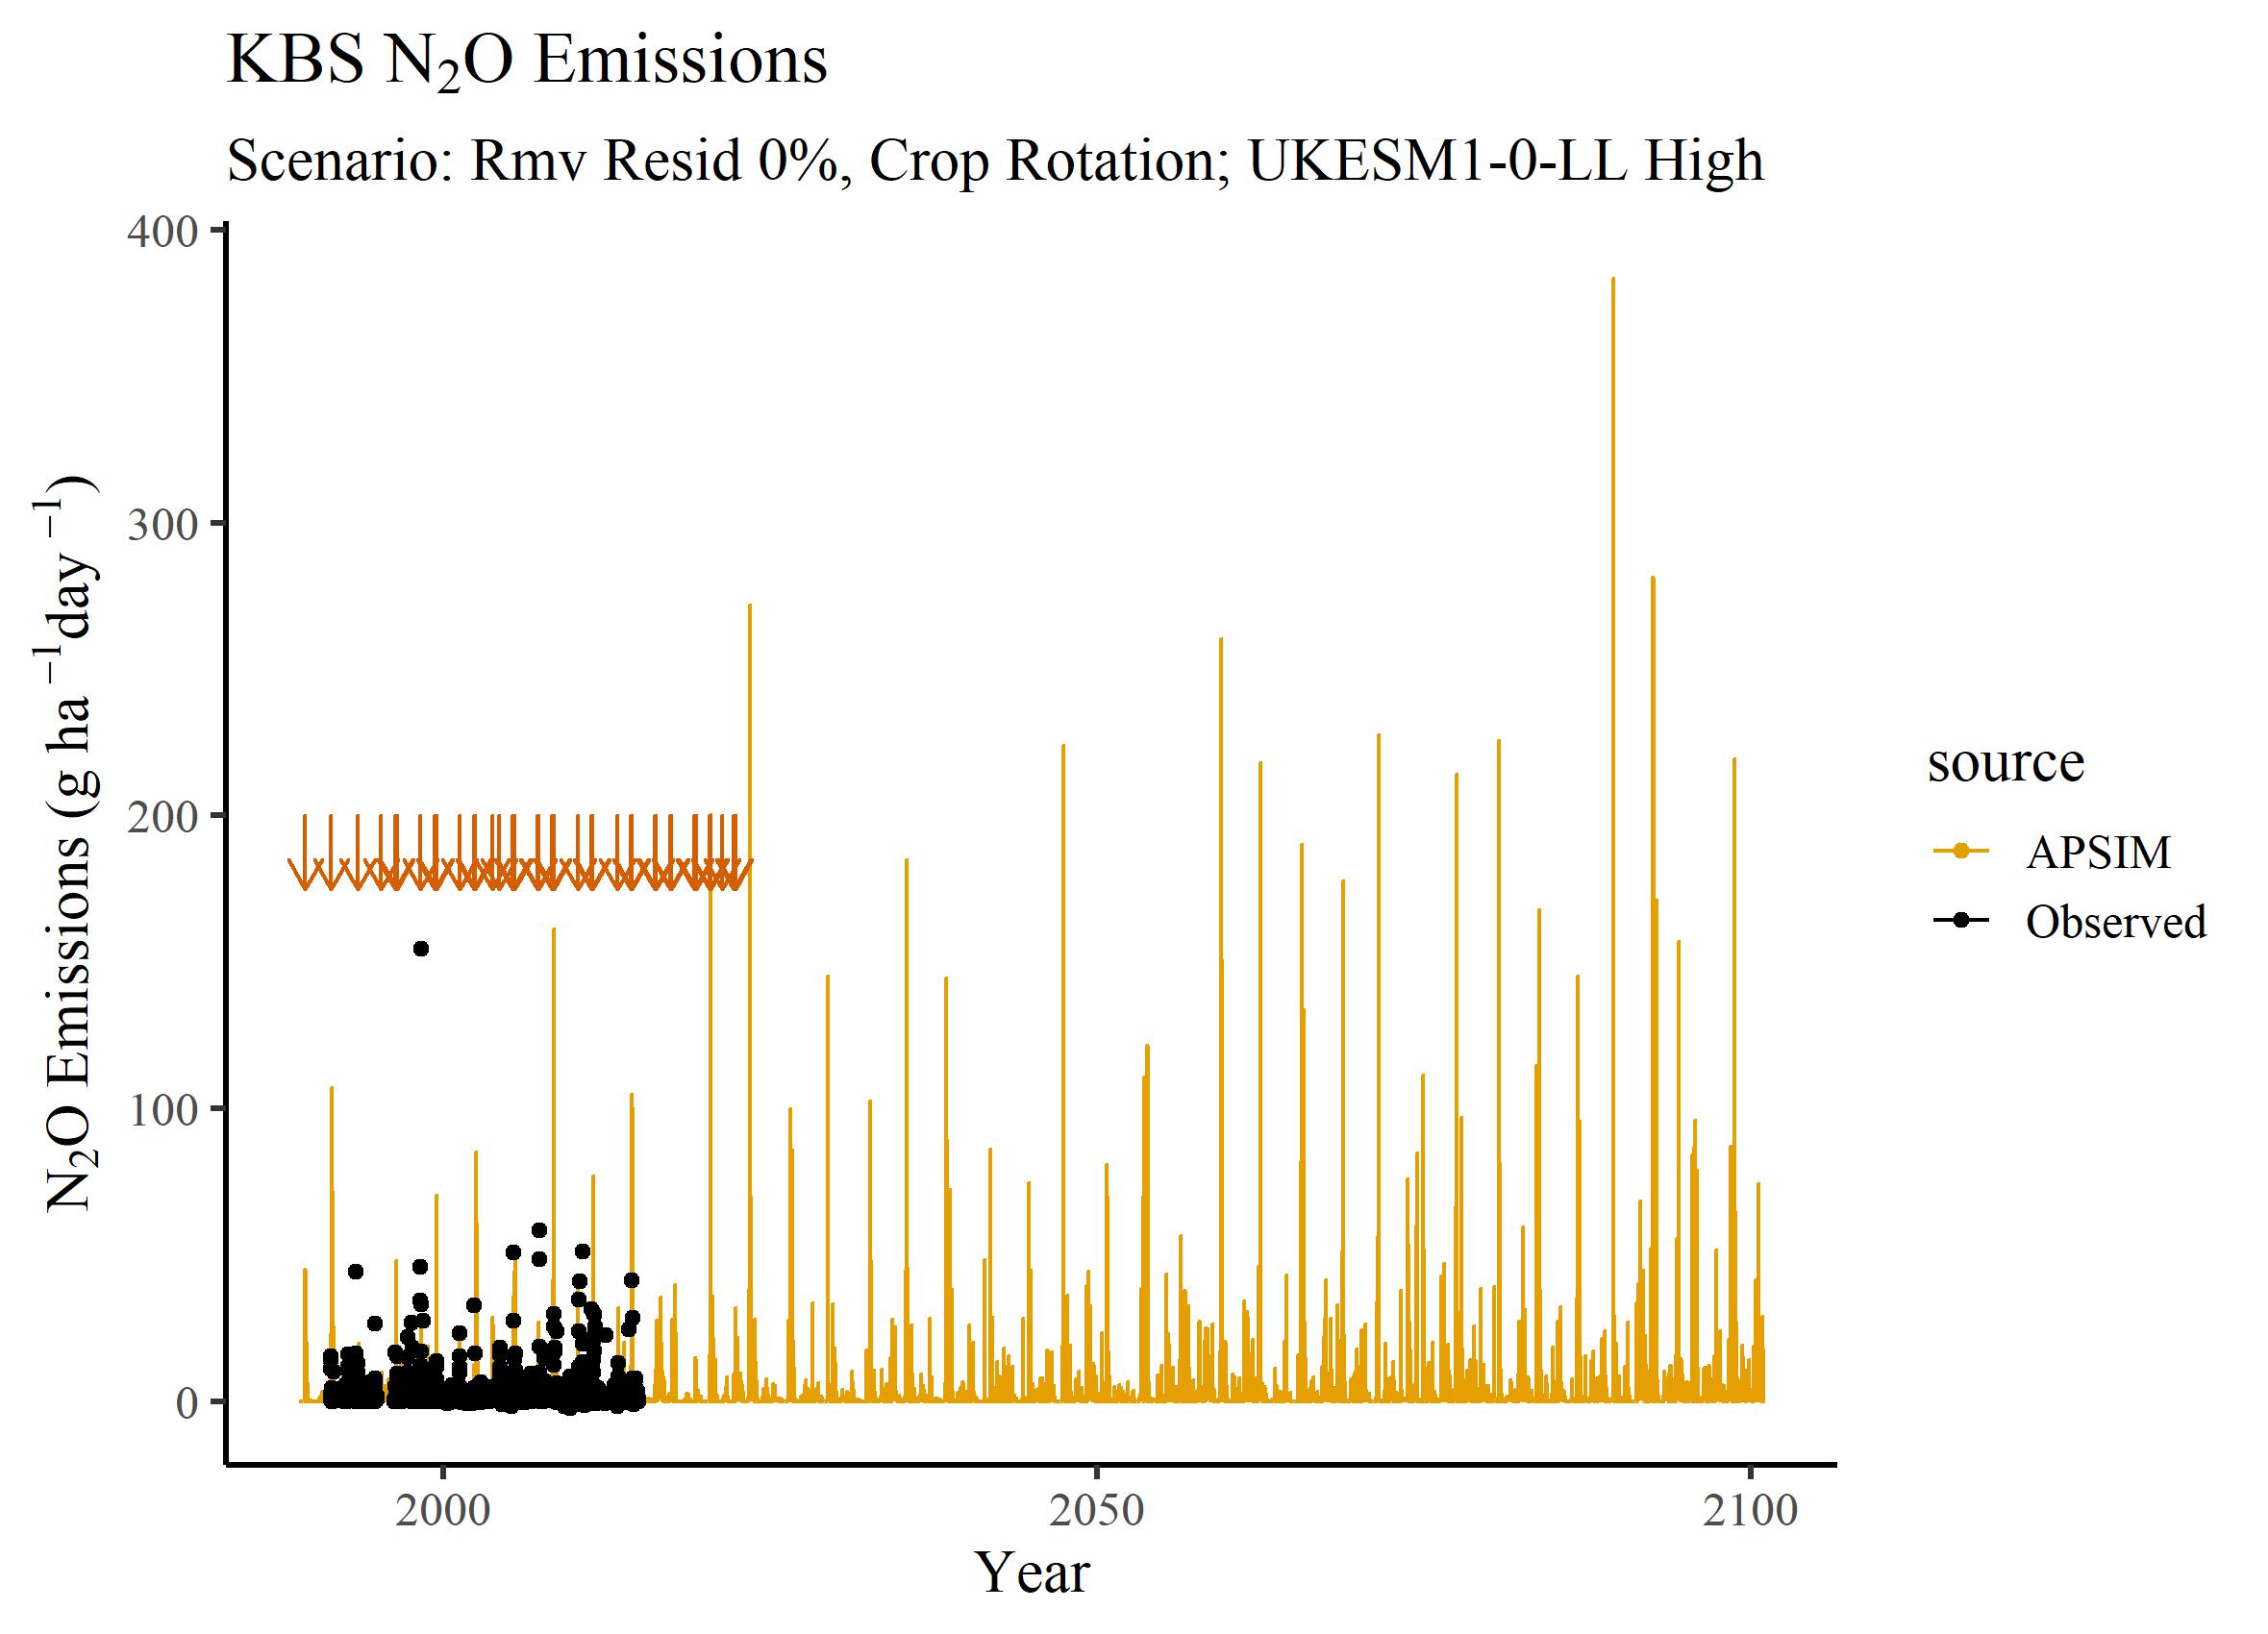 KBS N₂O Emissions
Scenario: Rmv Resid 0%, Crop Rotation; UKESM1-0-LL High
N₂O Emissions (g ha⁻¹day⁻¹)
400
300
200
100
0
2000
2050
2100
Year
source
APSIM
Observed